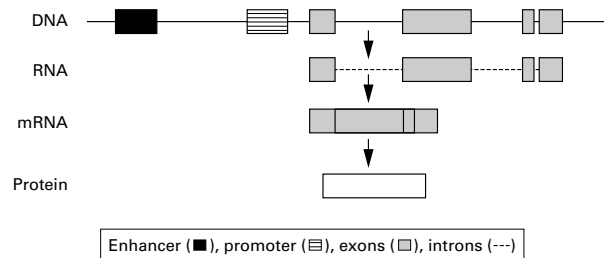 DNA
RNA
mRNA
Protein
Enhancer (■), promoter (▤), exons (■), introns (---)